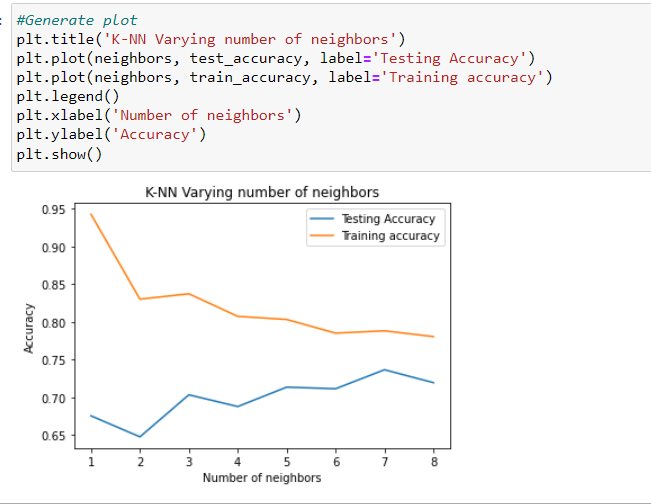 :
#Generate plot
plt.title('K-NN Varying number of neighbors')
plt.plot(neighbors, test_accuracy, label='Testing Accuracy')
plt.plot(neighbors, train_accuracy, label='Training accuracy')
plt.legend()
plt.xlabel('Number of neighbors')
plt.ylabel('Accuracy')
plt.show()
K-NN Varying number of neighbors
Testing Accuracy
Training accuracy
0.95
0.90
0.85
0.80
0.75
0.70
0.65
Accuracy
1 2 3 4 5 6 7 8
Number of neighbors